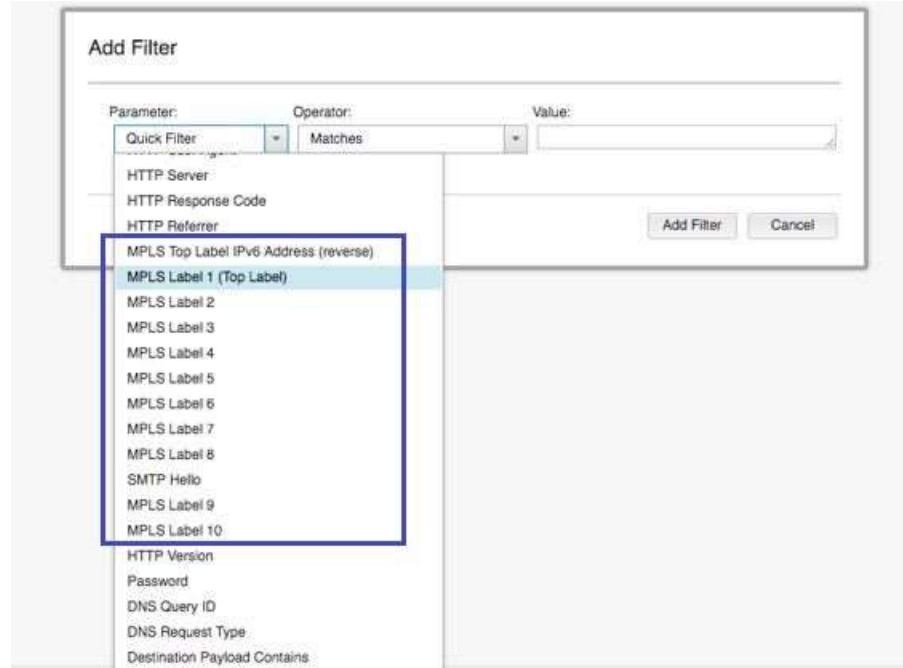 Add Filter
Parameter: Operator: Value:
Quick Filter Matches
HTTP Server
HTTP Response Code
HTTP Referrer
Add Filter Cancel
MPLS Top Label IPv6 Address (reverse)
MPLS Label 1 (Top Label)
MPLS Label 2
MPLS Label 3
MPLS Label 4
MPLS Label 5
MPLS Label 6
MPLS Label 7
MPLS Label 8
SMTP Hello
MPLS Label 9
MPLS Label 10
HTTP Version
Password
DNS Query ID
DNS Request Type
Destination Payload Contains